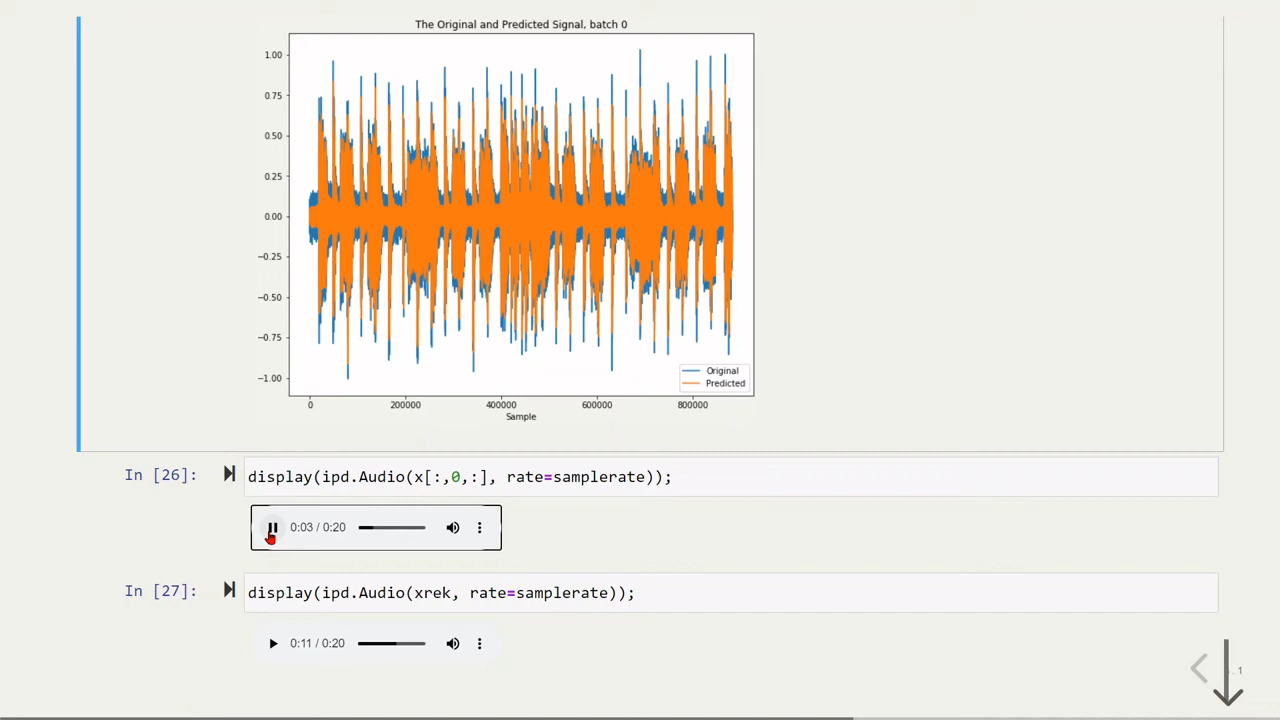 The Original and Predicted Signal, batch 0
1.00
0.75
0.50
0.25
0.00
−0.25
−0.50
−0.75
−1.00
0 200000 400000 600000 800000
Sample
Original
Predicted
In [26]: display(ipd.Audio(x[:,0,:], rate=samplerate));
0:03 / 0:20
In [27]: display(ipd.Audio(xrek, rate=samplerate));
0:11 / 0:20
.1